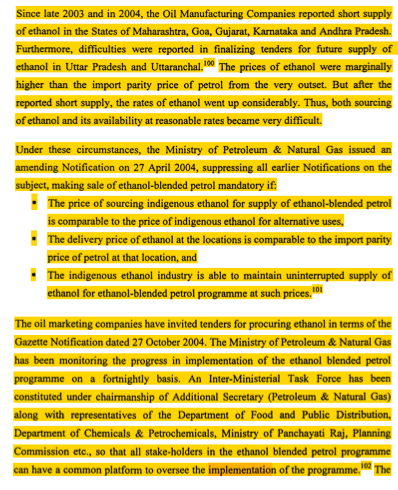 Since late 2003 and in 2004, the Oil Manufacturing Companies reported short supply
of ethanol in the States of Maharashtra, Goa, Gujarat, Karnataka and Andhra Pradesh.
Furthermore, difficulties were reported in finalizing tenders for future supply of
ethanol in Uttar Pradesh and Uttaranchal.100 The prices of ethanol were marginally
higher than the import parity price of petrol from the very outset. But after the
reported short supply, the rates of ethanol went up considerably. Thus, both sourcing
of ethanol and its availability at reasonable rates became very difficult.
Under these circumstances, the Ministry of Petroleum & Natural Gas issued an
amending Notification on 27 April 2004, suppressing all earlier Notifications on the
subject, making sale of ethanol-blended petrol mandatory if:
▪ The price of sourcing indigenous ethanol for supply of ethanol-blended petrol
is comparable to the price of indigenous ethanol for alternative uses,
▪ The delivery price of ethanol at the locations is comparable to the import parity
price of petrol at that location, and
▪ The indigenous ethanol industry is able to maintain uninterrupted supply of
ethanol for ethanol-blended petrol programme at such prices.101
The oil marketing companies have invited tenders for procuring ethanol in terms of the
Gazette Notification dated 27 October 2004. The Ministry of Petroleum & Natural Gas
has been monitoring the progress in implementation of the ethanol blended petrol
programme on a fortnightly basis. An Inter-Ministerial Task Force has been
constituted under chairmanship of Additional Secretary (Petroleum & Natural Gas)
along with representatives of the Department of Food and Public Distribution,
Department of Chemicals & Petrochemicals, Ministry of Panchayati Raj, Planning
Commission etc., so that all stake-holders in the ethanol blended petrol programme
can have a common platform to oversee the implementation of the programme.102 The